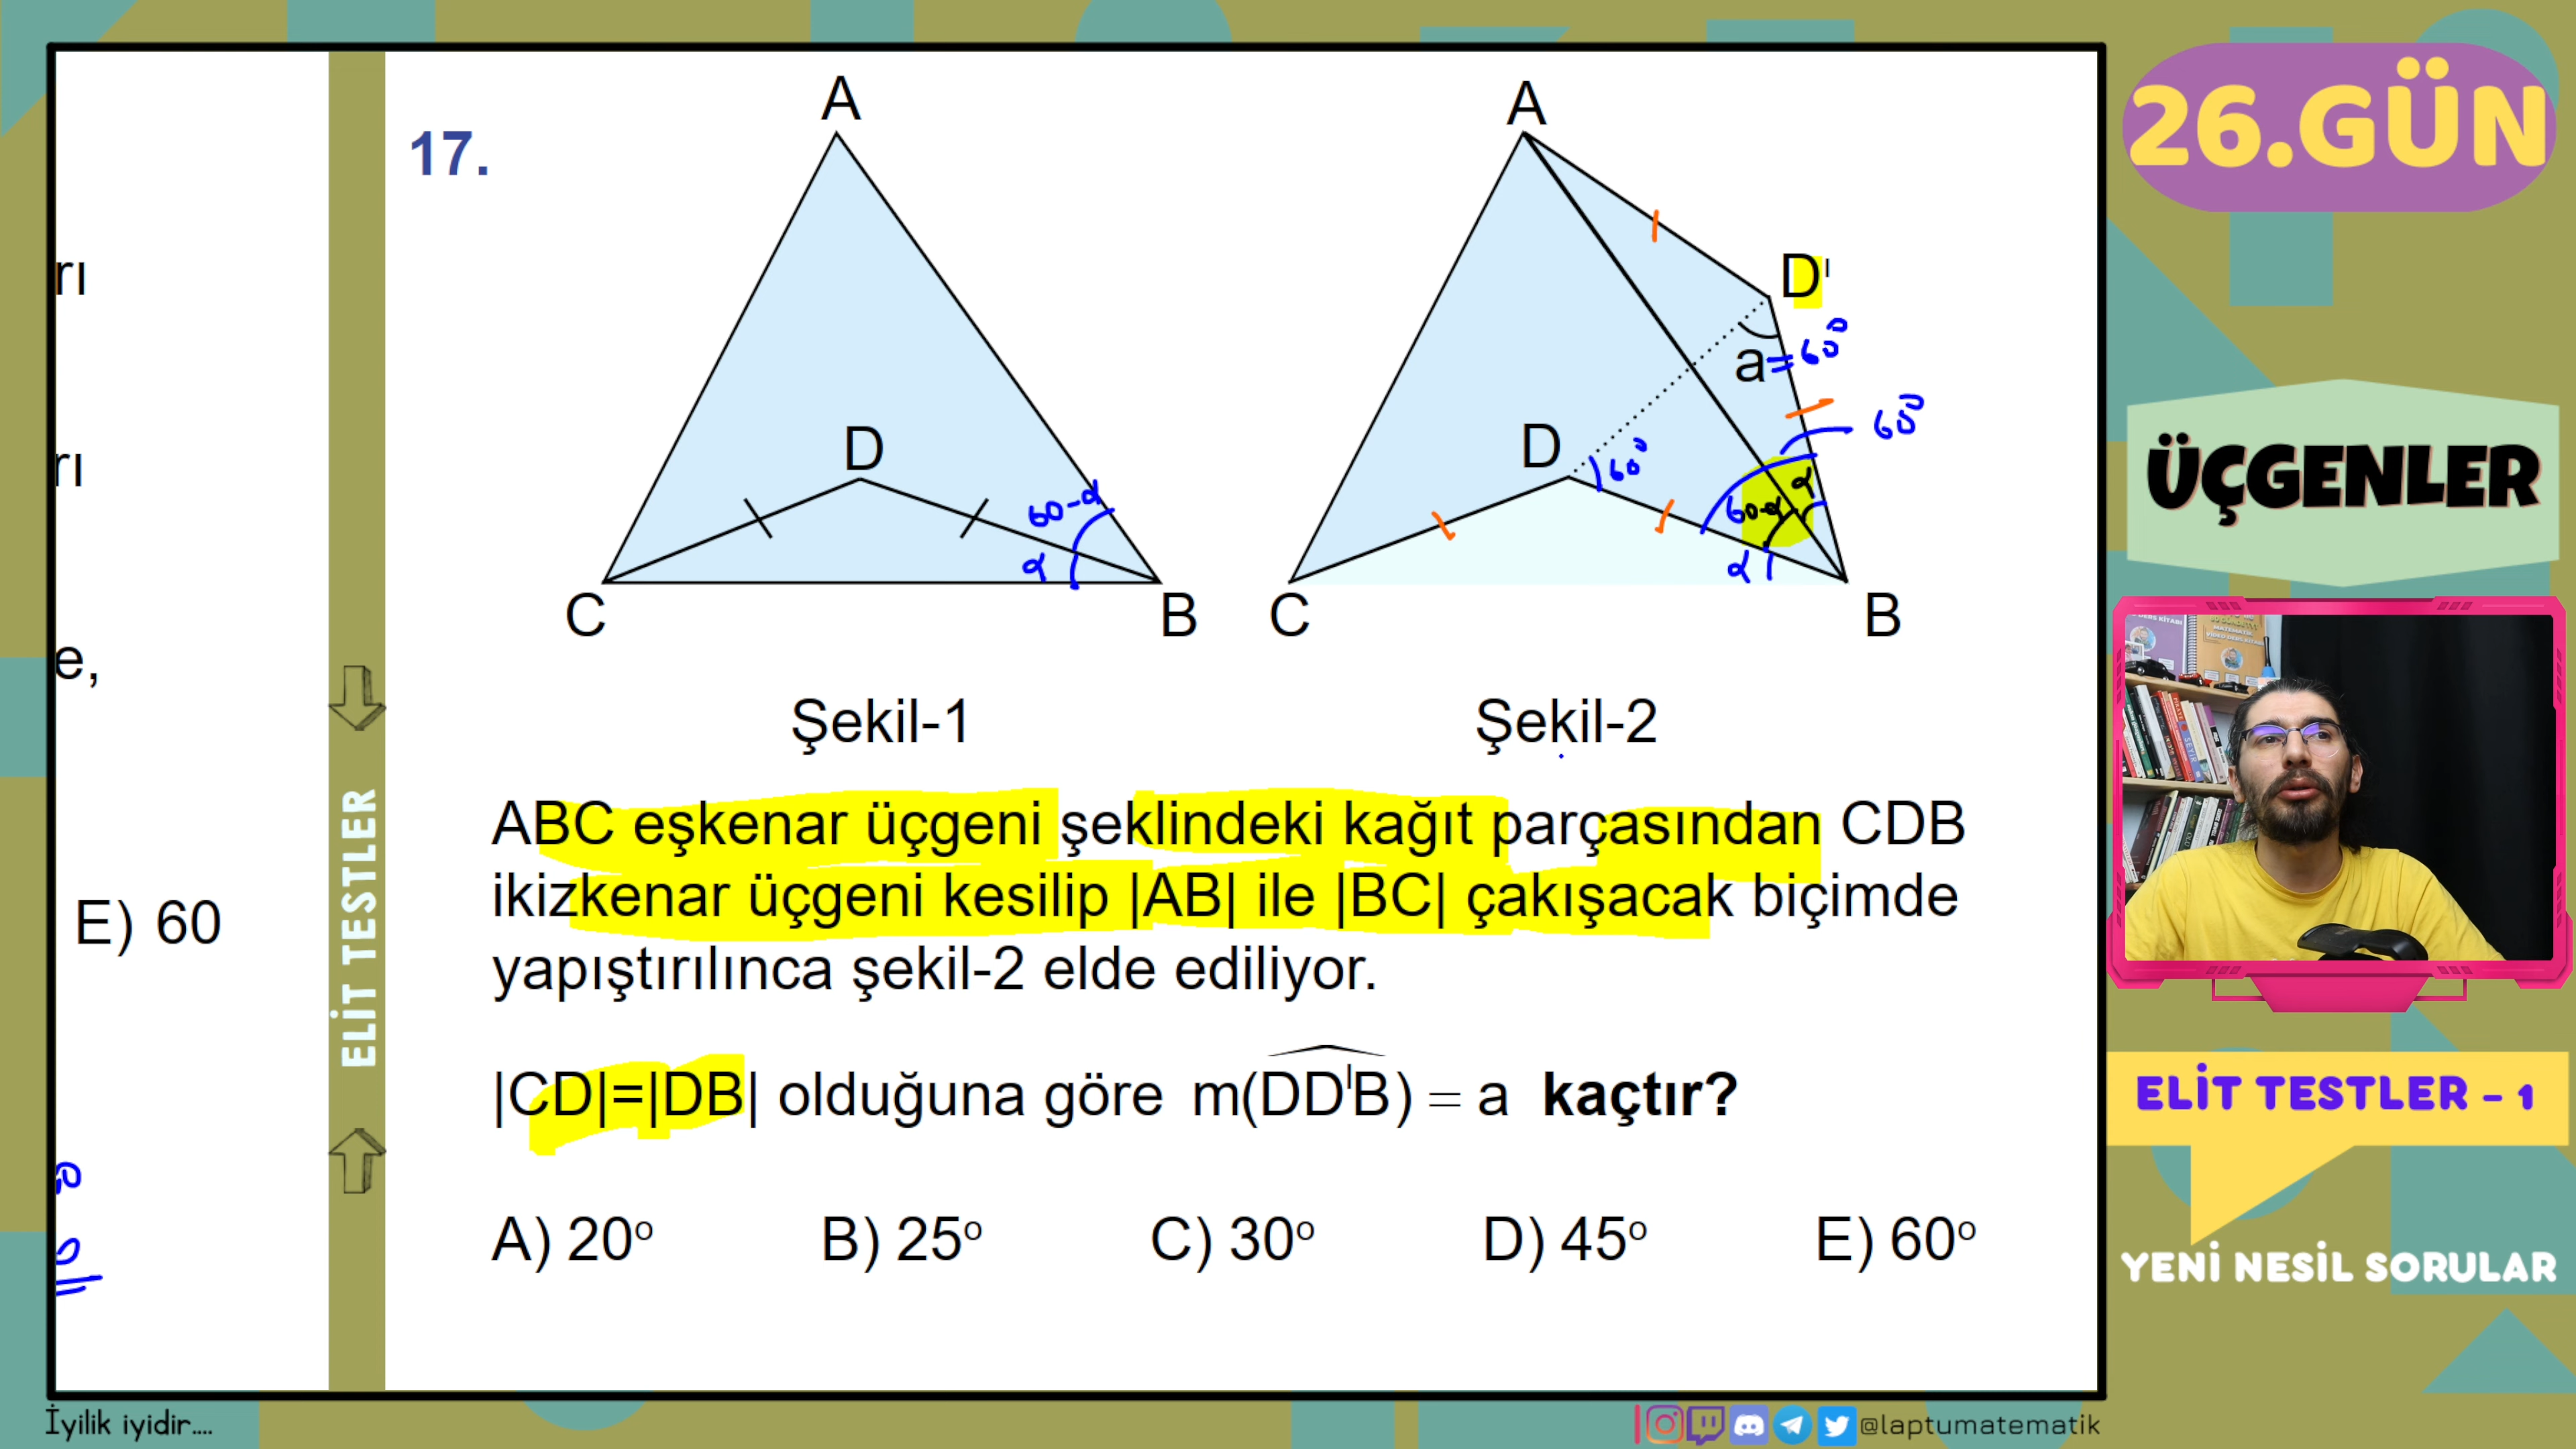 26.GÜN
ÜÇGENLER
ELİT TESTLER - 1
YENİ NESİL SORULAR
rı
rı
e,
E) 60
ELİT TESTLER
17.
A
D
C
B
60-α
α
Şekil-1
A
D'
a=60°
60°
D
60°
60-α
α
α
C
B
Şekil-2
ABC eşkenar üçgeni şeklindeki kağıt parçasından CDB
ikizkenar üçgeni kesilip |AB| ile |BC| çakışacak biçimde
yapıştırılınca şekil-2 elde ediliyor.
|CD|=|DB| olduğuna göre m(DD'B) = a kaçtır?
A) 20° B) 25° C) 30° D) 45° E) 60°
İyilik iyidir....
@laptumatematik